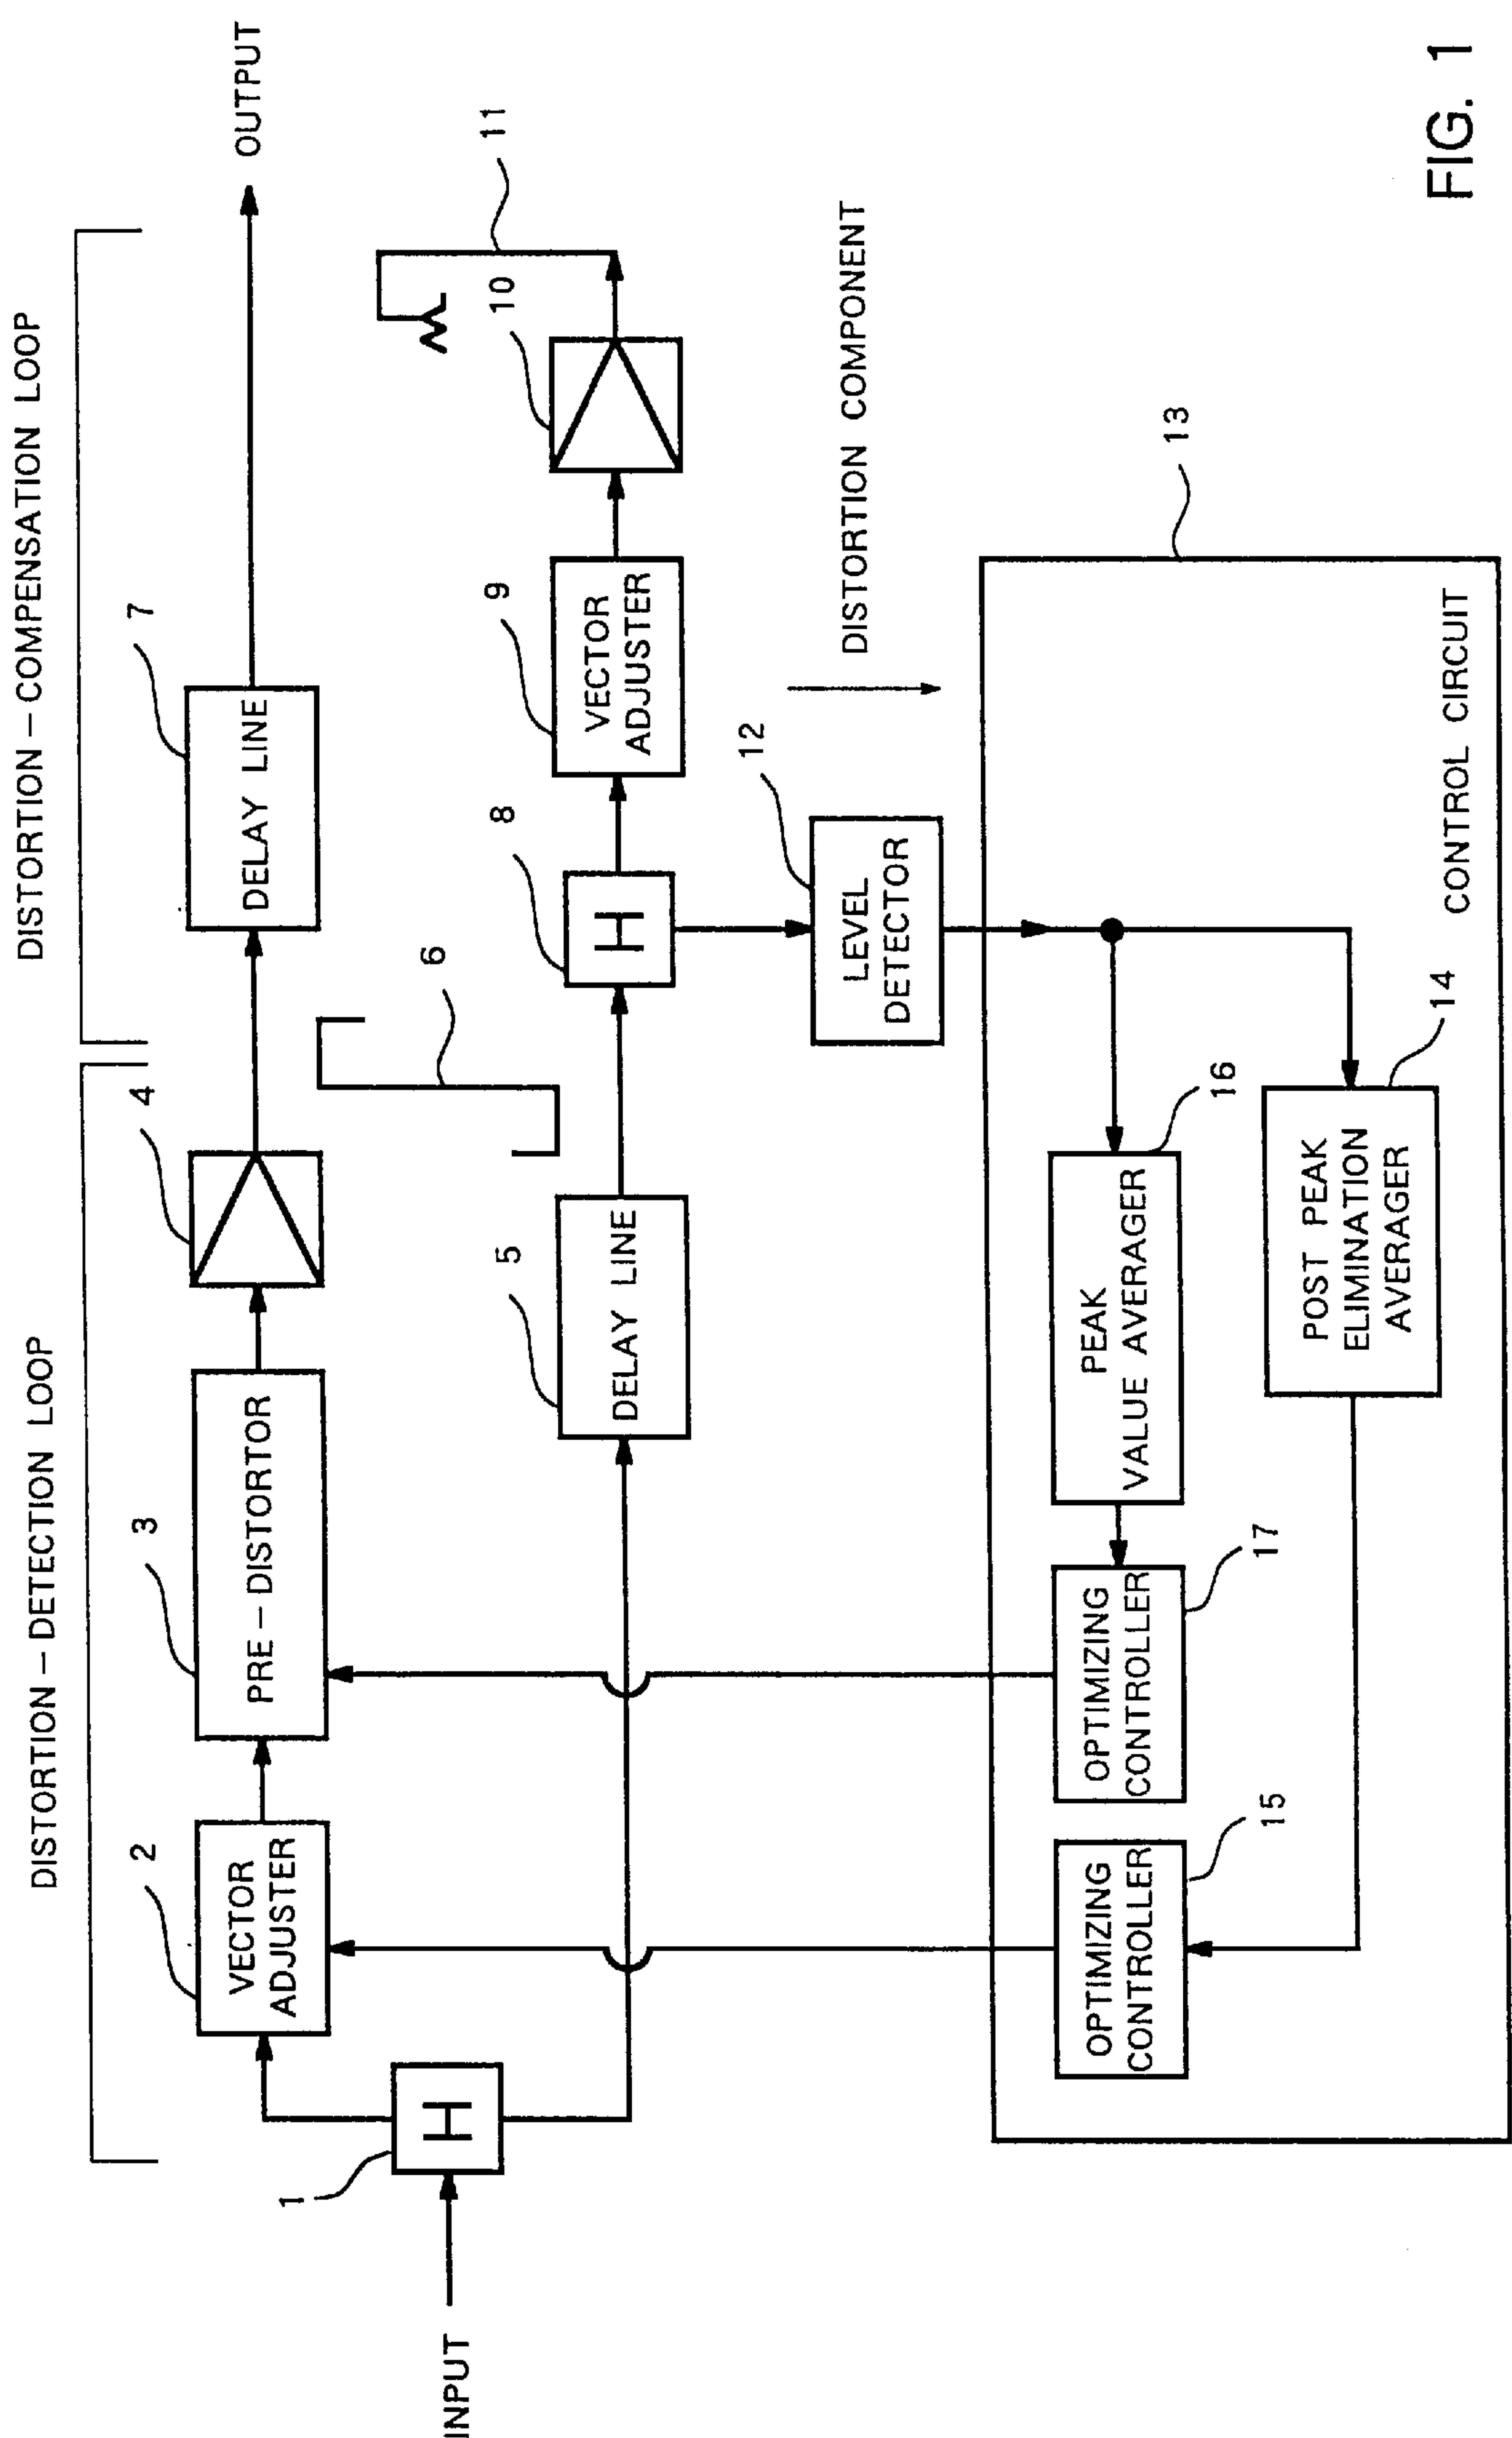 DISTORTION – DETECTION LOOP
DISTORTION – COMPENSATION LOOP
INPUT
1
H
2
VECTOR
ADJUSTER
3
PRE – DISTORTOR
4
7
DELAY LINE
OUTPUT
5
DELAY LINE
6
8
H
9
VECTOR
ADJUSTER
10
11
12
LEVEL
DETECTOR
DISTORTION COMPONENT
13
15
OPTIMIZING
CONTROLLER
17
OPTIMIZING
CONTROLLER
16
PEAK
VALUE AVERAGER
14
POST PEAK
ELIMINATION
AVERAGER
CONTROL CIRCUIT
FIG. 1